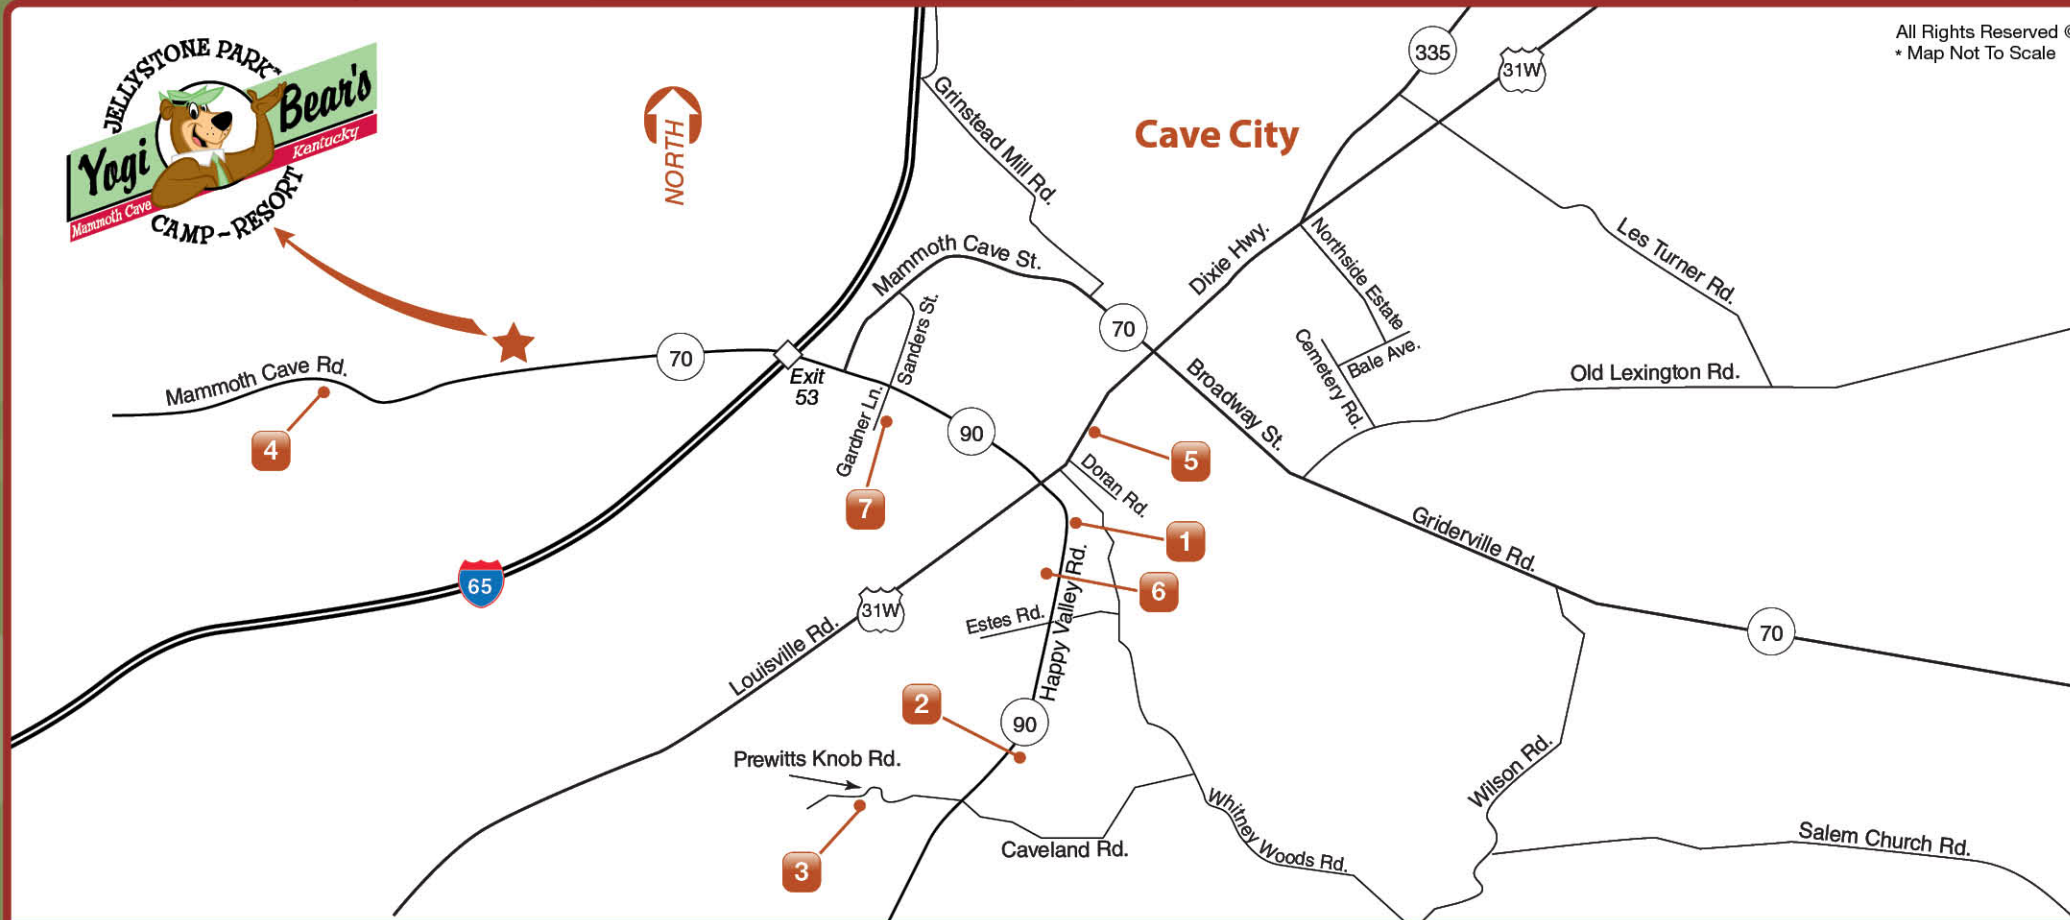 JELLYSTONE PARK™
Yogi Bear's
Mammoth Cave Kentucky
CAMP~RESORT
NORTH
Cave City
All Rights Reserved ©
* Map Not To Scale
335
31W
Grinstead Mill Rd.
Mammoth Cave St.
Dixie Hwy.
Northside Estate
Les Turner Rd.
Sanders St.
70
70
Mammoth Cave Rd.
Exit
53
Cemetery Rd.
Bale Ave.
Broadway St.
Old Lexington Rd.
Gardner Ln.
90
4
5
7
Doran Rd.
1
Griderville Rd.
65
6
31W
Estes Rd.
Happy Valley Rd.
70
Louisville Rd.
2
90
Prewitts Knob Rd.
Wilson Rd.
Whitney Woods Rd.
Caveland Rd.
Salem Church Rd.
3